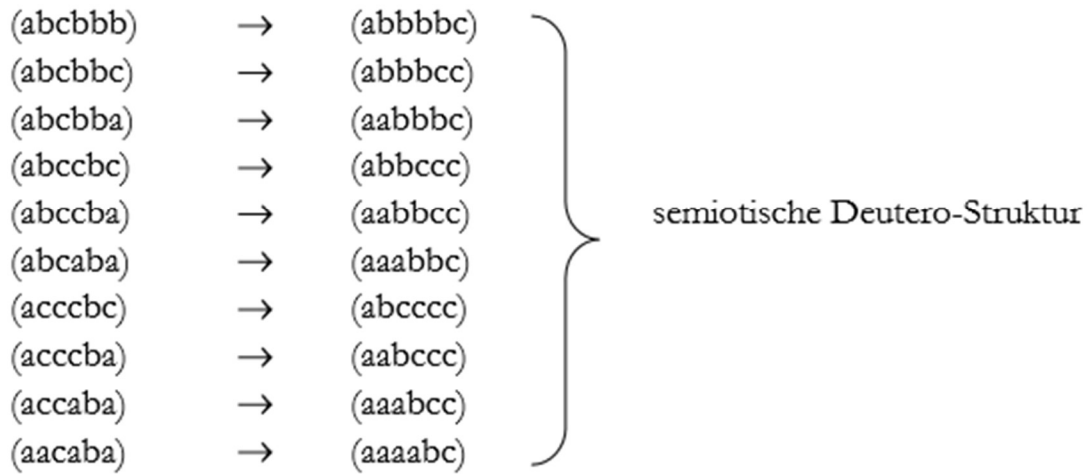 (abcbbb) → (abbbbc)
(abcbbc) → (abbbcc)
(abcbba) → (aabbbc)
(abccbc) → (abbccc)
(abccba) → (aabbcc)
semiotische Deutero-Struktur
(abcaba) → (aaabbc)
(acccbc) → (abcccc)
(acccba) → (aabccc)
(accaba) → (aaabcc)
(aacaba) → (aaaabc)